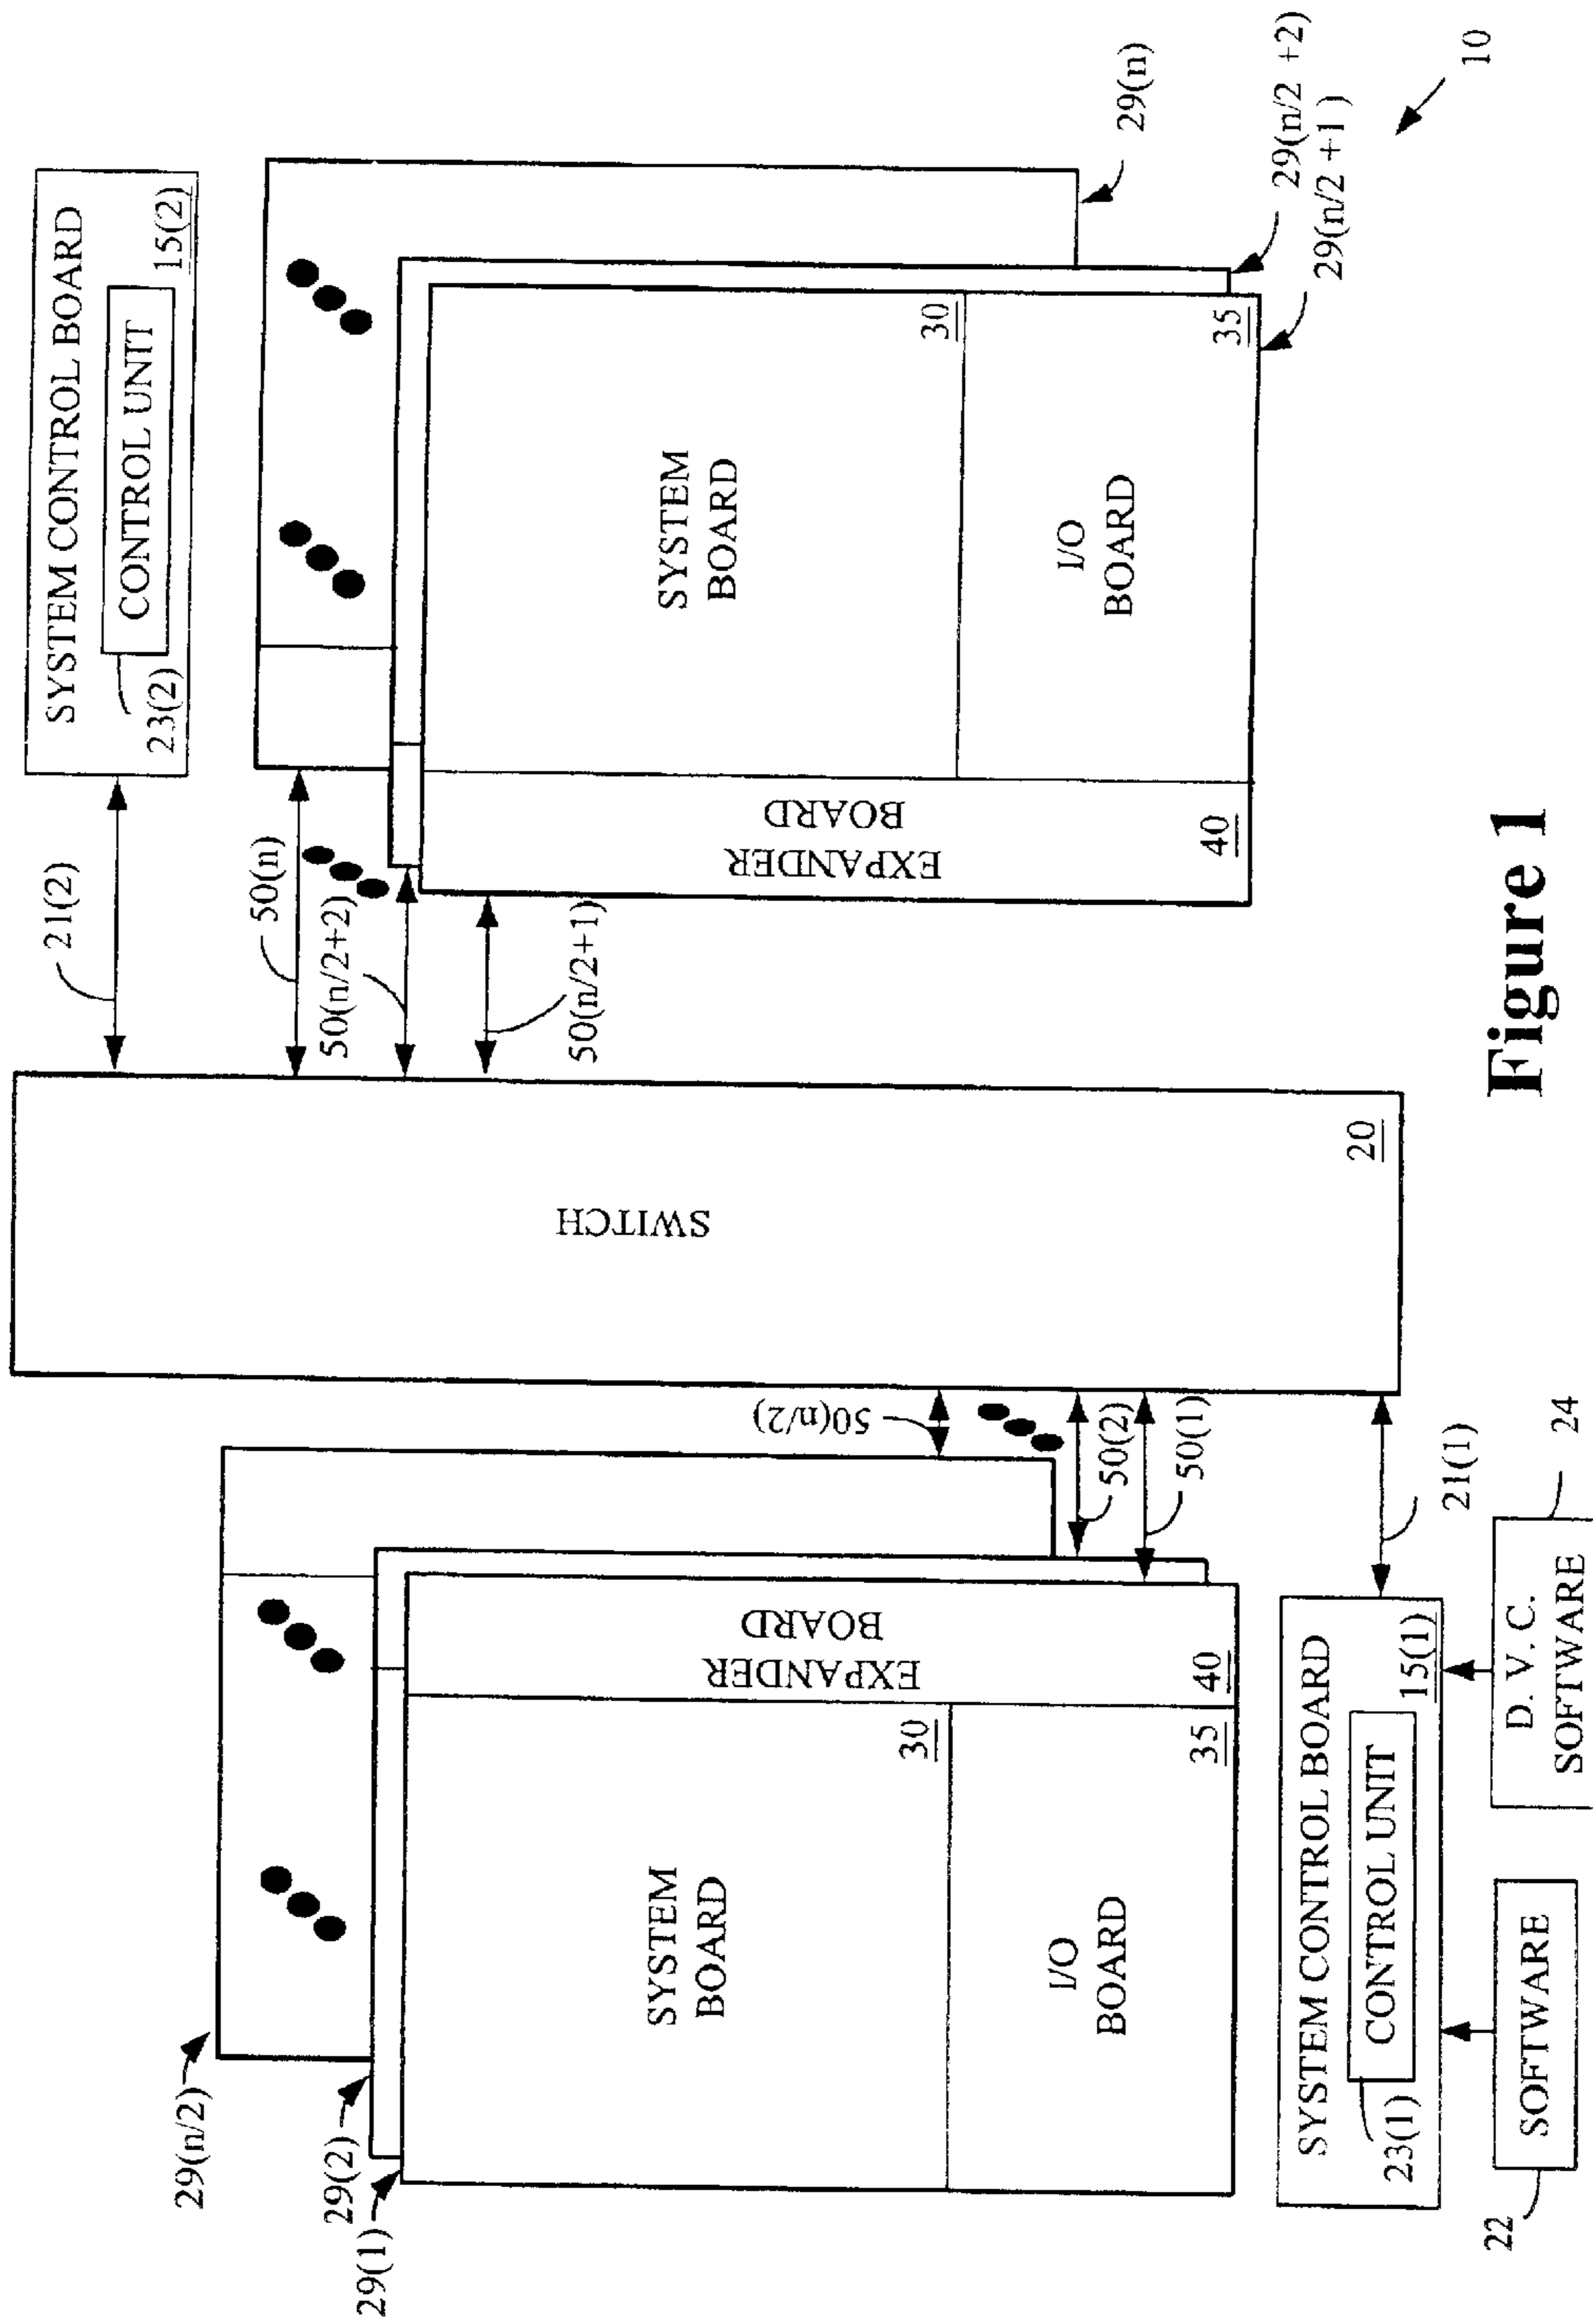 SYSTEM CONTROL BOARD
CONTROL UNIT
15(2)
23(2)
21(2)
50(n)
50(n/2+2)
50(n/2+1)
29(n)
29(n/2 +2)
29(n/2 +1 )
10
SYSTEM
BOARD
30
I/O
BOARD
35
EXPANDER
BOARD
40
SWITCH
20
29(n/2)
29(2)
29(1)
SYSTEM
BOARD
30
I/O
BOARD
35
EXPANDER
BOARD
40
50(n/2)
50(2)
50(1)
21(1)
SYSTEM CONTROL BOARD
CONTROL UNIT
15(1)
23(1)
22
SOFTWARE
D. V. C.
SOFTWARE
24
Figure 1